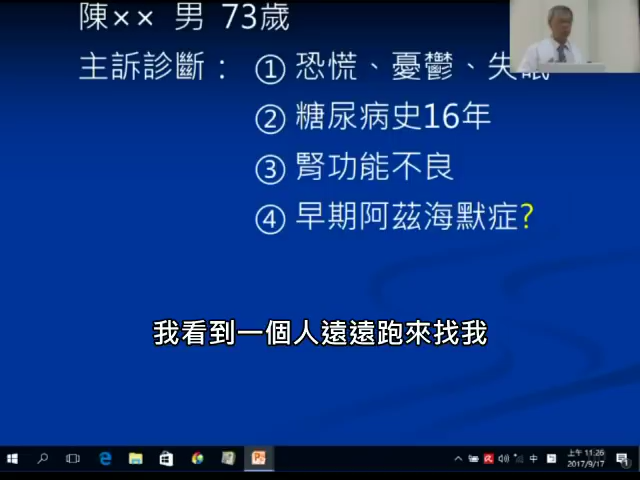 陳×× 男 73歲
主訴診斷： ① 恐慌、憂鬱、失眠
② 糖尿病史16年
③ 腎功能不良
④ 早期阿茲海默症?
我看到一個人遠遠跑來找我
中
上午 11:26
2017/9/17